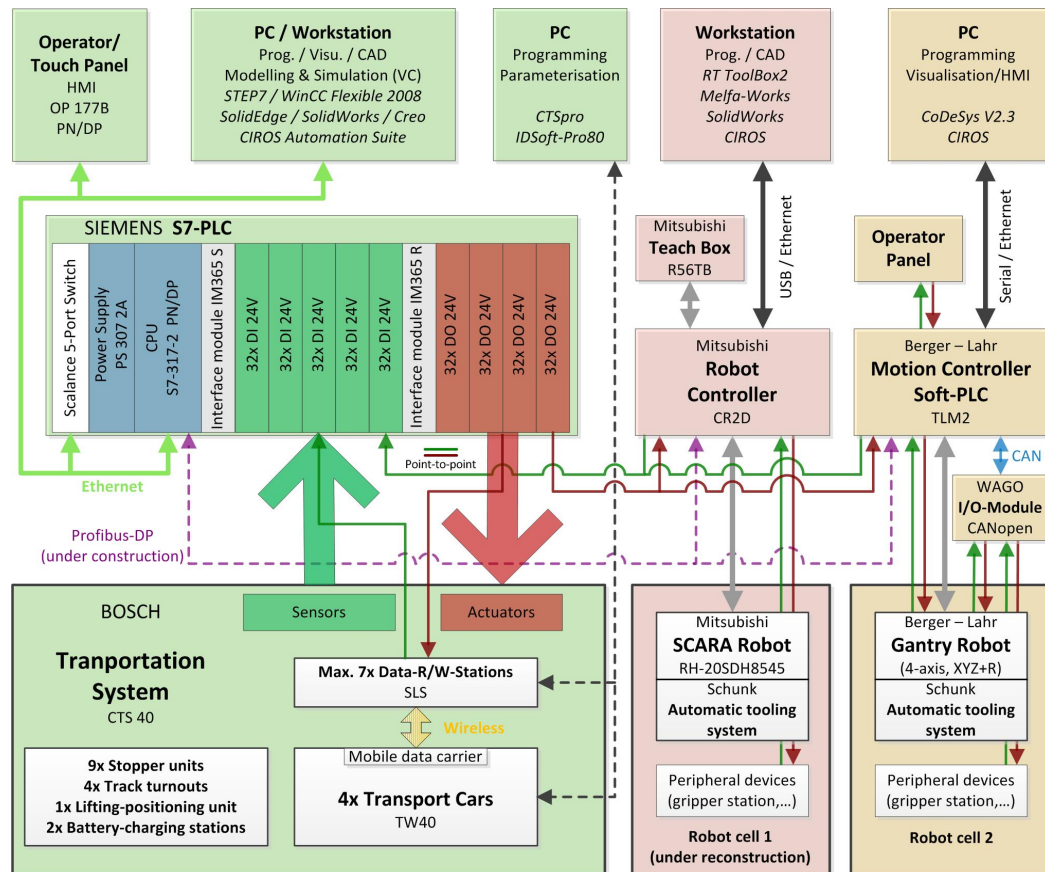 Operator/
Touch Panel
HMI
OP 177B
PN/DP
PC / Workstation
Prog. / Visu. / CAD
Modelling & Simulation (VC)
STEP7 / WinCC Flexible 2008
SolidEdge / SolidWorks / Creo
CIROS Automation Suite
PC
Programming
Parameterisation
CTSpro
IDSoft-Pro80
Workstation
Prog. / CAD
RT ToolBox2
Melfa-Works
SolidWorks
CIROS
PC
Programming
Visualisation/HMI
CoDeSys V2.3
CIROS
SIEMENS S7-PLC
Scalance 5-Port Switch
Power Supply
PS 307 2A
CPU
S7-317-2 PN/DP
Interface module IM365 S
32x DI 24V
32x DI 24V
32x DI 24V
32x DI 24V
32x DI 24V
Interface module IM365 R
32x DO 24V
32x DO 24V
32x DO 24V
32x DO 24V
Mitsubishi
Teach Box
R56TB
USB / Ethernet
Operator
Panel
Serial / Ethernet
Mitsubishi
Robot
Controller
CR2D
Berger – Lahr
Motion Controller
Soft-PLC
TLM2
Point-to-point
Ethernet
CAN
Profibus-DP
(under construction)
WAGO
I/O-Module
CANopen
BOSCH
Sensors
Actuators
Tranportation
System
CTS 40
Max. 7x Data-R/W-Stations
SLS
Wireless
Mobile data carrier
4x Transport Cars
TW40
9x Stopper units
4x Track turnouts
1x Lifting-positioning unit
2x Battery-charging stations
Mitsubishi
SCARA Robot
RH-20SDH8545
Schunk
Automatic tooling
system
Peripheral devices
(gripper station,...)
Robot cell 1
(under reconstruction)
Berger – Lahr
Gantry Robot
(4-axis, XYZ+R)
Schunk
Automatic tooling
system
Peripheral devices
(gripper station,...)
Robot cell 2